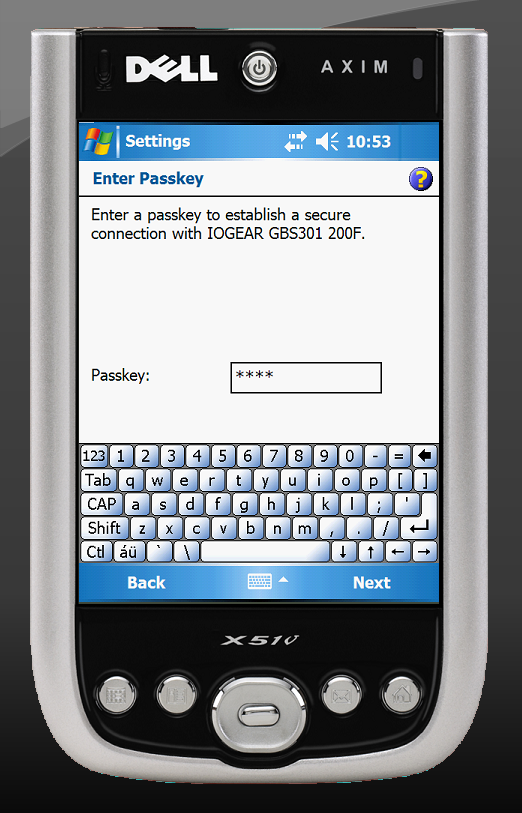 DELL AXIM
Settings 10:53
Enter Passkey ?
Enter a passkey to establish a secure
connection with IOGEAR GBS301 200F.
Passkey: ****
123 1 2 3 4 5 6 7 8 9 0 - = 
Tab q w e r t y u i o p [ ]
CAP a s d f g h j k l ; '
Shift z x c v b n m , . /
Ctl áü ` \ ↓ ↑ ← →
Back Next
X51v